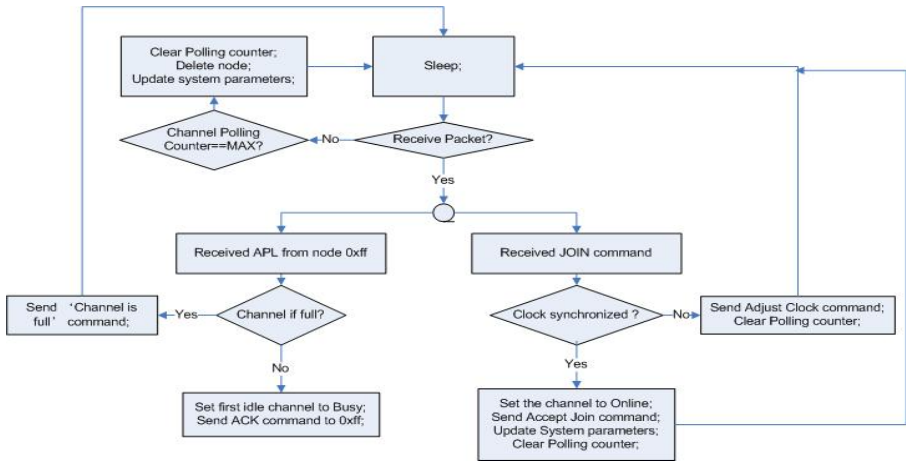 Clear Polling counter;
Delete node;
Update system parameters;
Sleep;
Channel Polling
Counter==MAX?
No
Receive Packet?
Yes
Received APL from node 0xff
Received JOIN command
Send ‘Channel is
full’ command;
Yes
Channel if full?
Clock synchronized ?
No
Send Adjust Clock command;
Clear Polling counter;
No
Yes
Set first idle channel to Busy;
Send ACK command to 0xff;
Set the channel to Online;
Send Accept Join command;
Update System parameters;
Clear Polling counter;